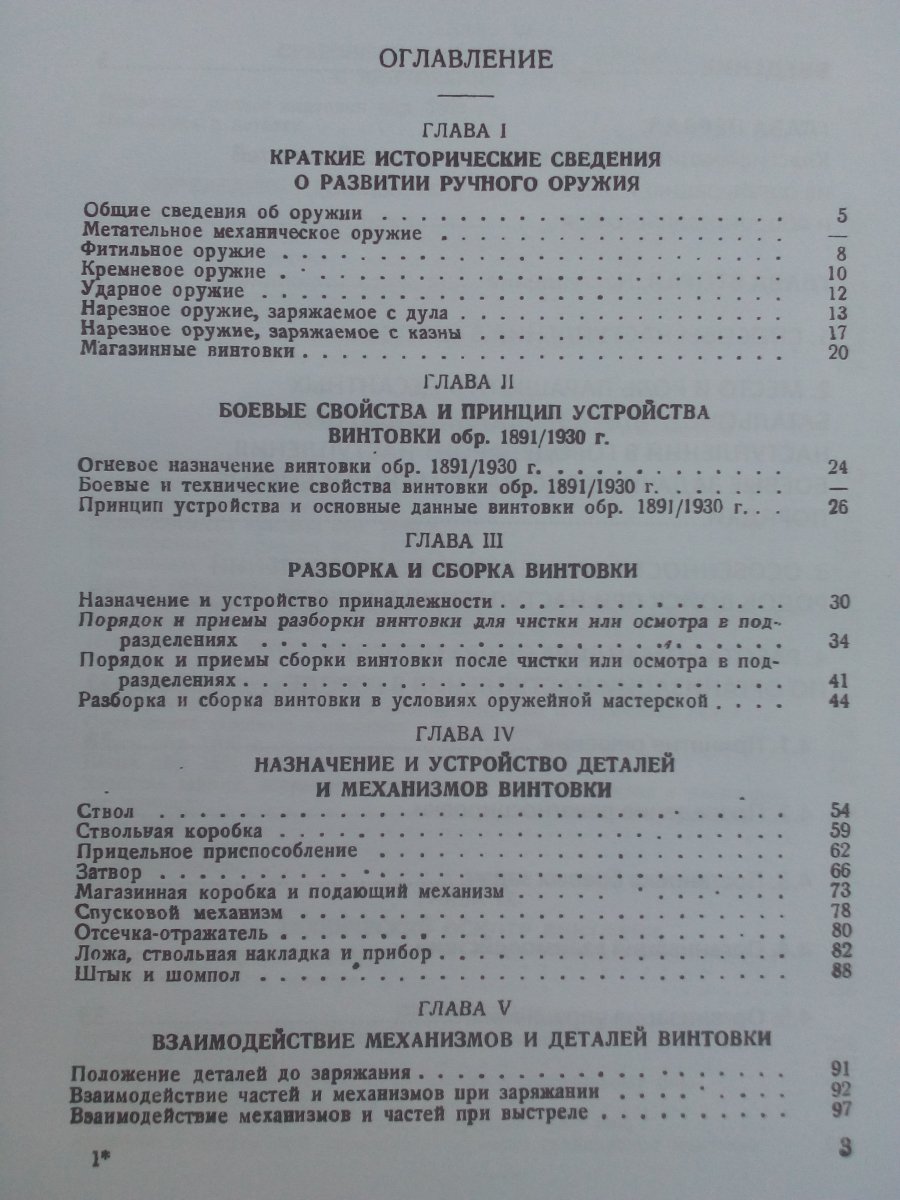 ОГЛАВЛЕНИЕ
ГЛАВА I
КРАТКИЕ ИСТОРИЧЕСКИЕ СВЕДЕНИЯ
О РАЗВИТИИ РУЧНОГО ОРУЖИЯ
Общие сведения об оружии . . . . . . . . . . . . . . . . . . . . 5
Метательное механическое оружие . . . . . . . . . . . . . . . . . —
Фитильное оружие . . . . . . . . . . . . . . . . . . . . . . . . . 8
Кремневое оружие . . . . . . . . . . . . . . . . . . . . . . . . . 10
Ударное оружие . . . . . . . . . . . . . . . . . . . . . . . . . . 12
Нарезное оружие, заряжаемое с дула . . . . . . . . . . . . . . . . 13
Нарезное оружие, заряжаемое с казны . . . . . . . . . . . . . . . 17
Магазинные винтовки . . . . . . . . . . . . . . . . . . . . . . . . 20
ГЛАВА II
БОЕВЫЕ СВОЙСТВА И ПРИНЦИП УСТРОЙСТВА
ВИНТОВКИ обр. 1891/1930 г.
Огневое назначение винтовки обр. 1891/1930 г. . . . . . . . . . . . 24
Боевые и технические свойства винтовки обр. 1891/1930 г. . . . . . . —
Принцип устройства и основные данные винтовки обр. 1891/1930 г. . . 26
ГЛАВА III
РАЗБОРКА И СБОРКА ВИНТОВКИ
Назначение и устройство принадлежности . . . . . . . . . . . . . . 30
Порядок и приемы разборки винтовки для чистки или осмотра в под-
разделениях . . . . . . . . . . . . . . . . . . . . . . . . . . . 34
Порядок и приемы сборки винтовки после чистки или осмотра в под-
разделениях . . . . . . . . . . . . . . . . . . . . . . . . . . . . 41
Разборка и сборка винтовки в условиях оружейной мастерской . . . . 44
ГЛАВА IV
НАЗНАЧЕНИЕ И УСТРОЙСТВО ДЕТАЛЕЙ
И МЕХАНИЗМОВ ВИНТОВКИ
Ствол . . . . . . . . . . . . . . . . . . . . . . . . . . . . . . . 54
Ствольная коробка . . . . . . . . . . . . . . . . . . . . . . . . . 59
Прицельное приспособление . . . . . . . . . . . . . . . . . . . . 62
Затвор . . . . . . . . . . . . . . . . . . . . . . . . . . . . . . . 66
Магазинная коробка и подающий механизм . . . . . . . . . . . . . . 73
Спусковой механизм . . . . . . . . . . . . . . . . . . . . . . . . 78
Отсечка-отражатель . . . . . . . . . . . . . . . . . . . . . . . . . 80
Ложа, ствольная накладка и прибор . . . . . . . . . . . . . . . . . 82
Штык и шомпол . . . . . . . . . . . . . . . . . . . . . . . . . . . 88
ГЛАВА V
ВЗАИМОДЕЙСТВИЕ МЕХАНИЗМОВ И ДЕТАЛЕЙ ВИНТОВКИ
Положение деталей до заряжания . . . . . . . . . . . . . . . . . . . 91
Взаимодействие частей и механизмов при заряжании . . . . . . . . . 92
Взаимодействие механизмов и частей при выстреле . . . . . . . . . . 97
1* 3